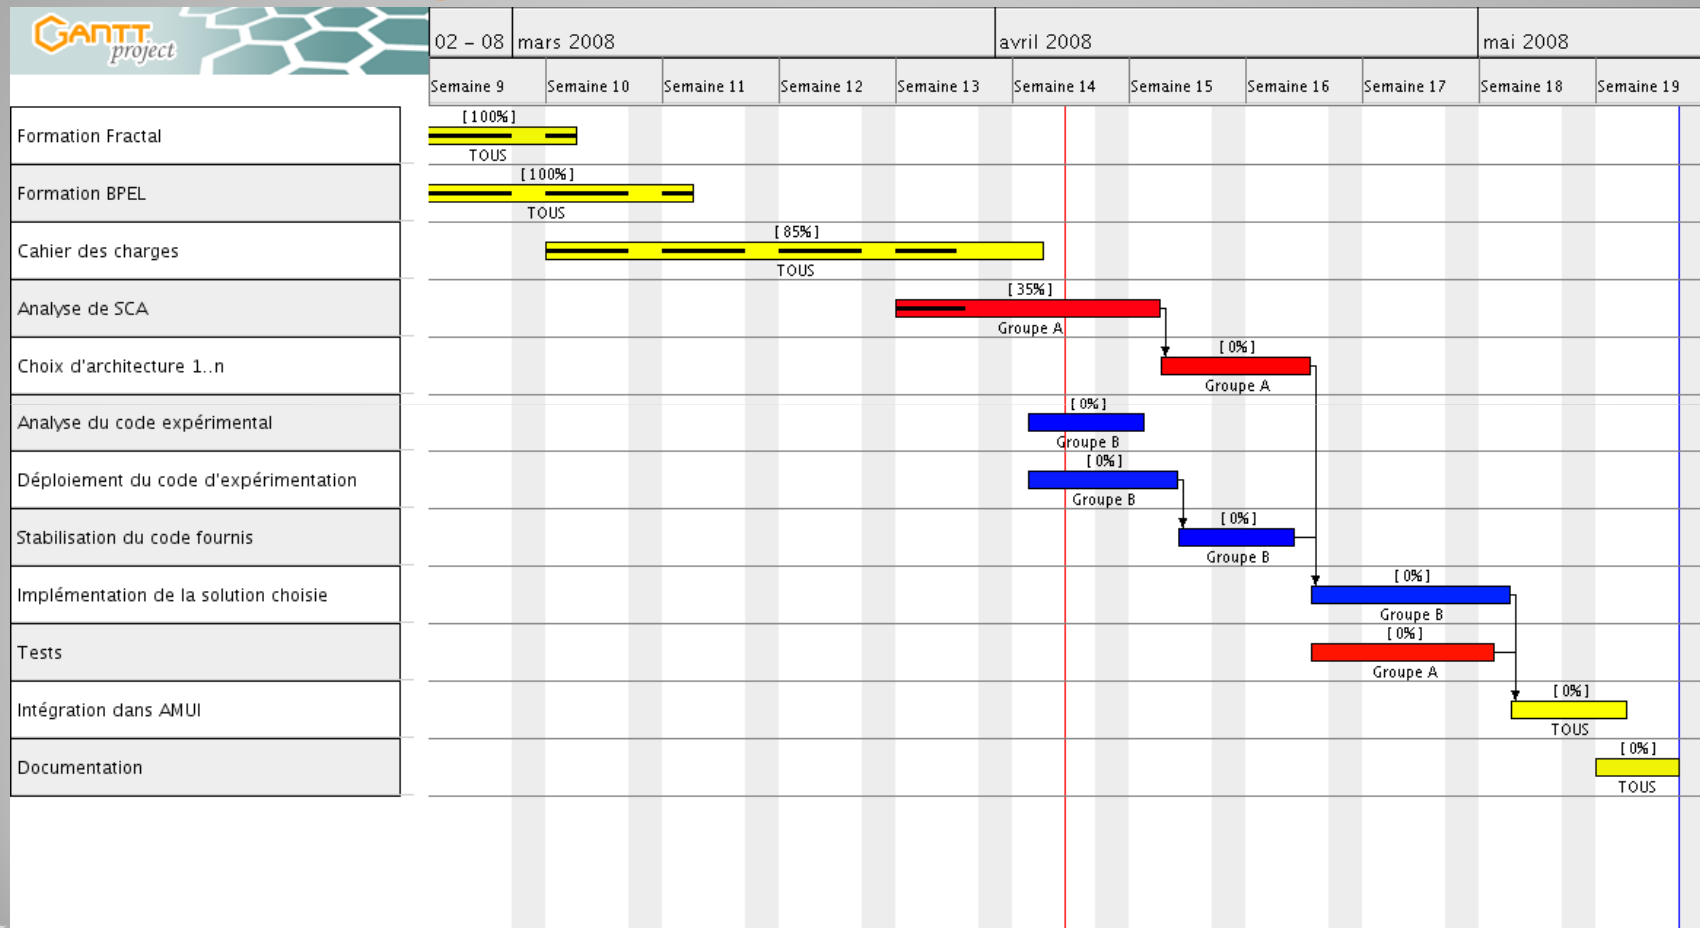 GANTT
project
02 - 08 mars 2008 avril 2008 mai 2008
Semaine 9 Semaine 10 Semaine 11 Semaine 12 Semaine 13 Semaine 14 Semaine 15 Semaine 16 Semaine 17 Semaine 18 Semaine 19
Formation Fractal [100%] TOUS
Formation BPEL [100%] TOUS
Cahier des charges [85%] TOUS
Analyse de SCA [35%] Groupe A
Choix d'architecture 1..n [0%] Groupe A
Analyse du code expérimental [0%] Groupe B
Déploiement du code d'expérimentation [0%] Groupe B
Stabilisation du code fournis [0%] Groupe B
Implémentation de la solution choisie [0%] Groupe B
Tests [0%] Groupe A
Intégration dans AMUI [0%] TOUS
Documentation [0%] TOUS